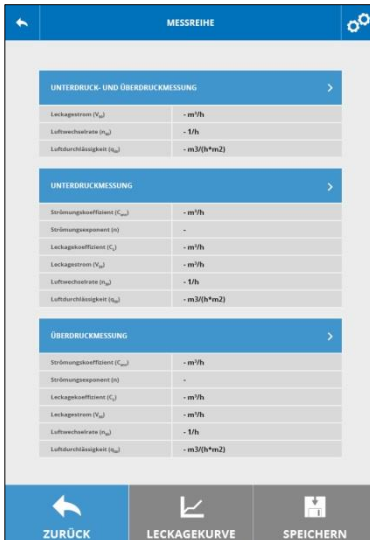 MESSREIHE
UNTERDRUCK- UND ÜBERDRUCKMESSUNG
Leckagestrom (V50) - m³/h
Luftwechselrate (n50) - 1/h
Luftdurchlässigkeit (q50) - m3/(h*m2)
UNTERDRUCKMESSUNG
Strömungskoeffizient (Cenv) - m³/h
Strömungsexponent (n) -
Leckagekoeffizient (CL) - m³/h
Leckagestrom (V50) - m³/h
Luftwechselrate (n50) - 1/h
Luftdurchlässigkeit (q50) - m3/(h*m2)
ÜBERDRUCKMESSUNG
Strömungskoeffizient (Cenv) - m³/h
Strömungsexponent (n) -
Leckagekoeffizient (CL) - m³/h
Leckagestrom (V50) - m³/h
Luftwechselrate (n50) - 1/h
Luftdurchlässigkeit (q50) - m3/(h*m2)
ZURÜCK LECKAGEKURVE SPEICHERN